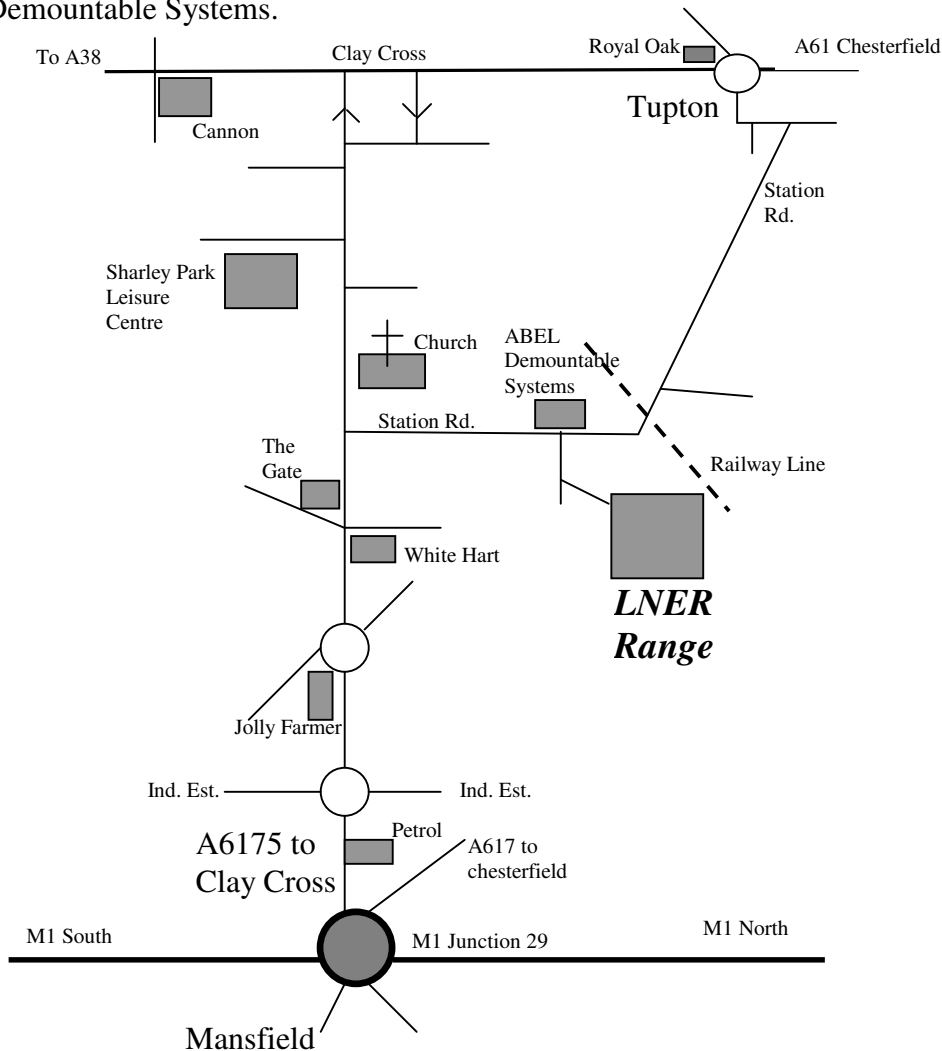 Demountable Systems.
To A38
Clay Cross
Royal Oak
A61 Chesterfield
Cannon
Tupton
Station
Rd.
Sharley Park
Leisure
Centre
Church
ABEL
Demountable
Systems
Station Rd.
The
Gate
Railway Line
White Hart
LNER
Range
Jolly Farmer
Ind. Est.
Ind. Est.
Petrol
A6175 to
Clay Cross
A617 to
chesterfield
M1 South
M1 Junction 29
M1 North
Mansfield